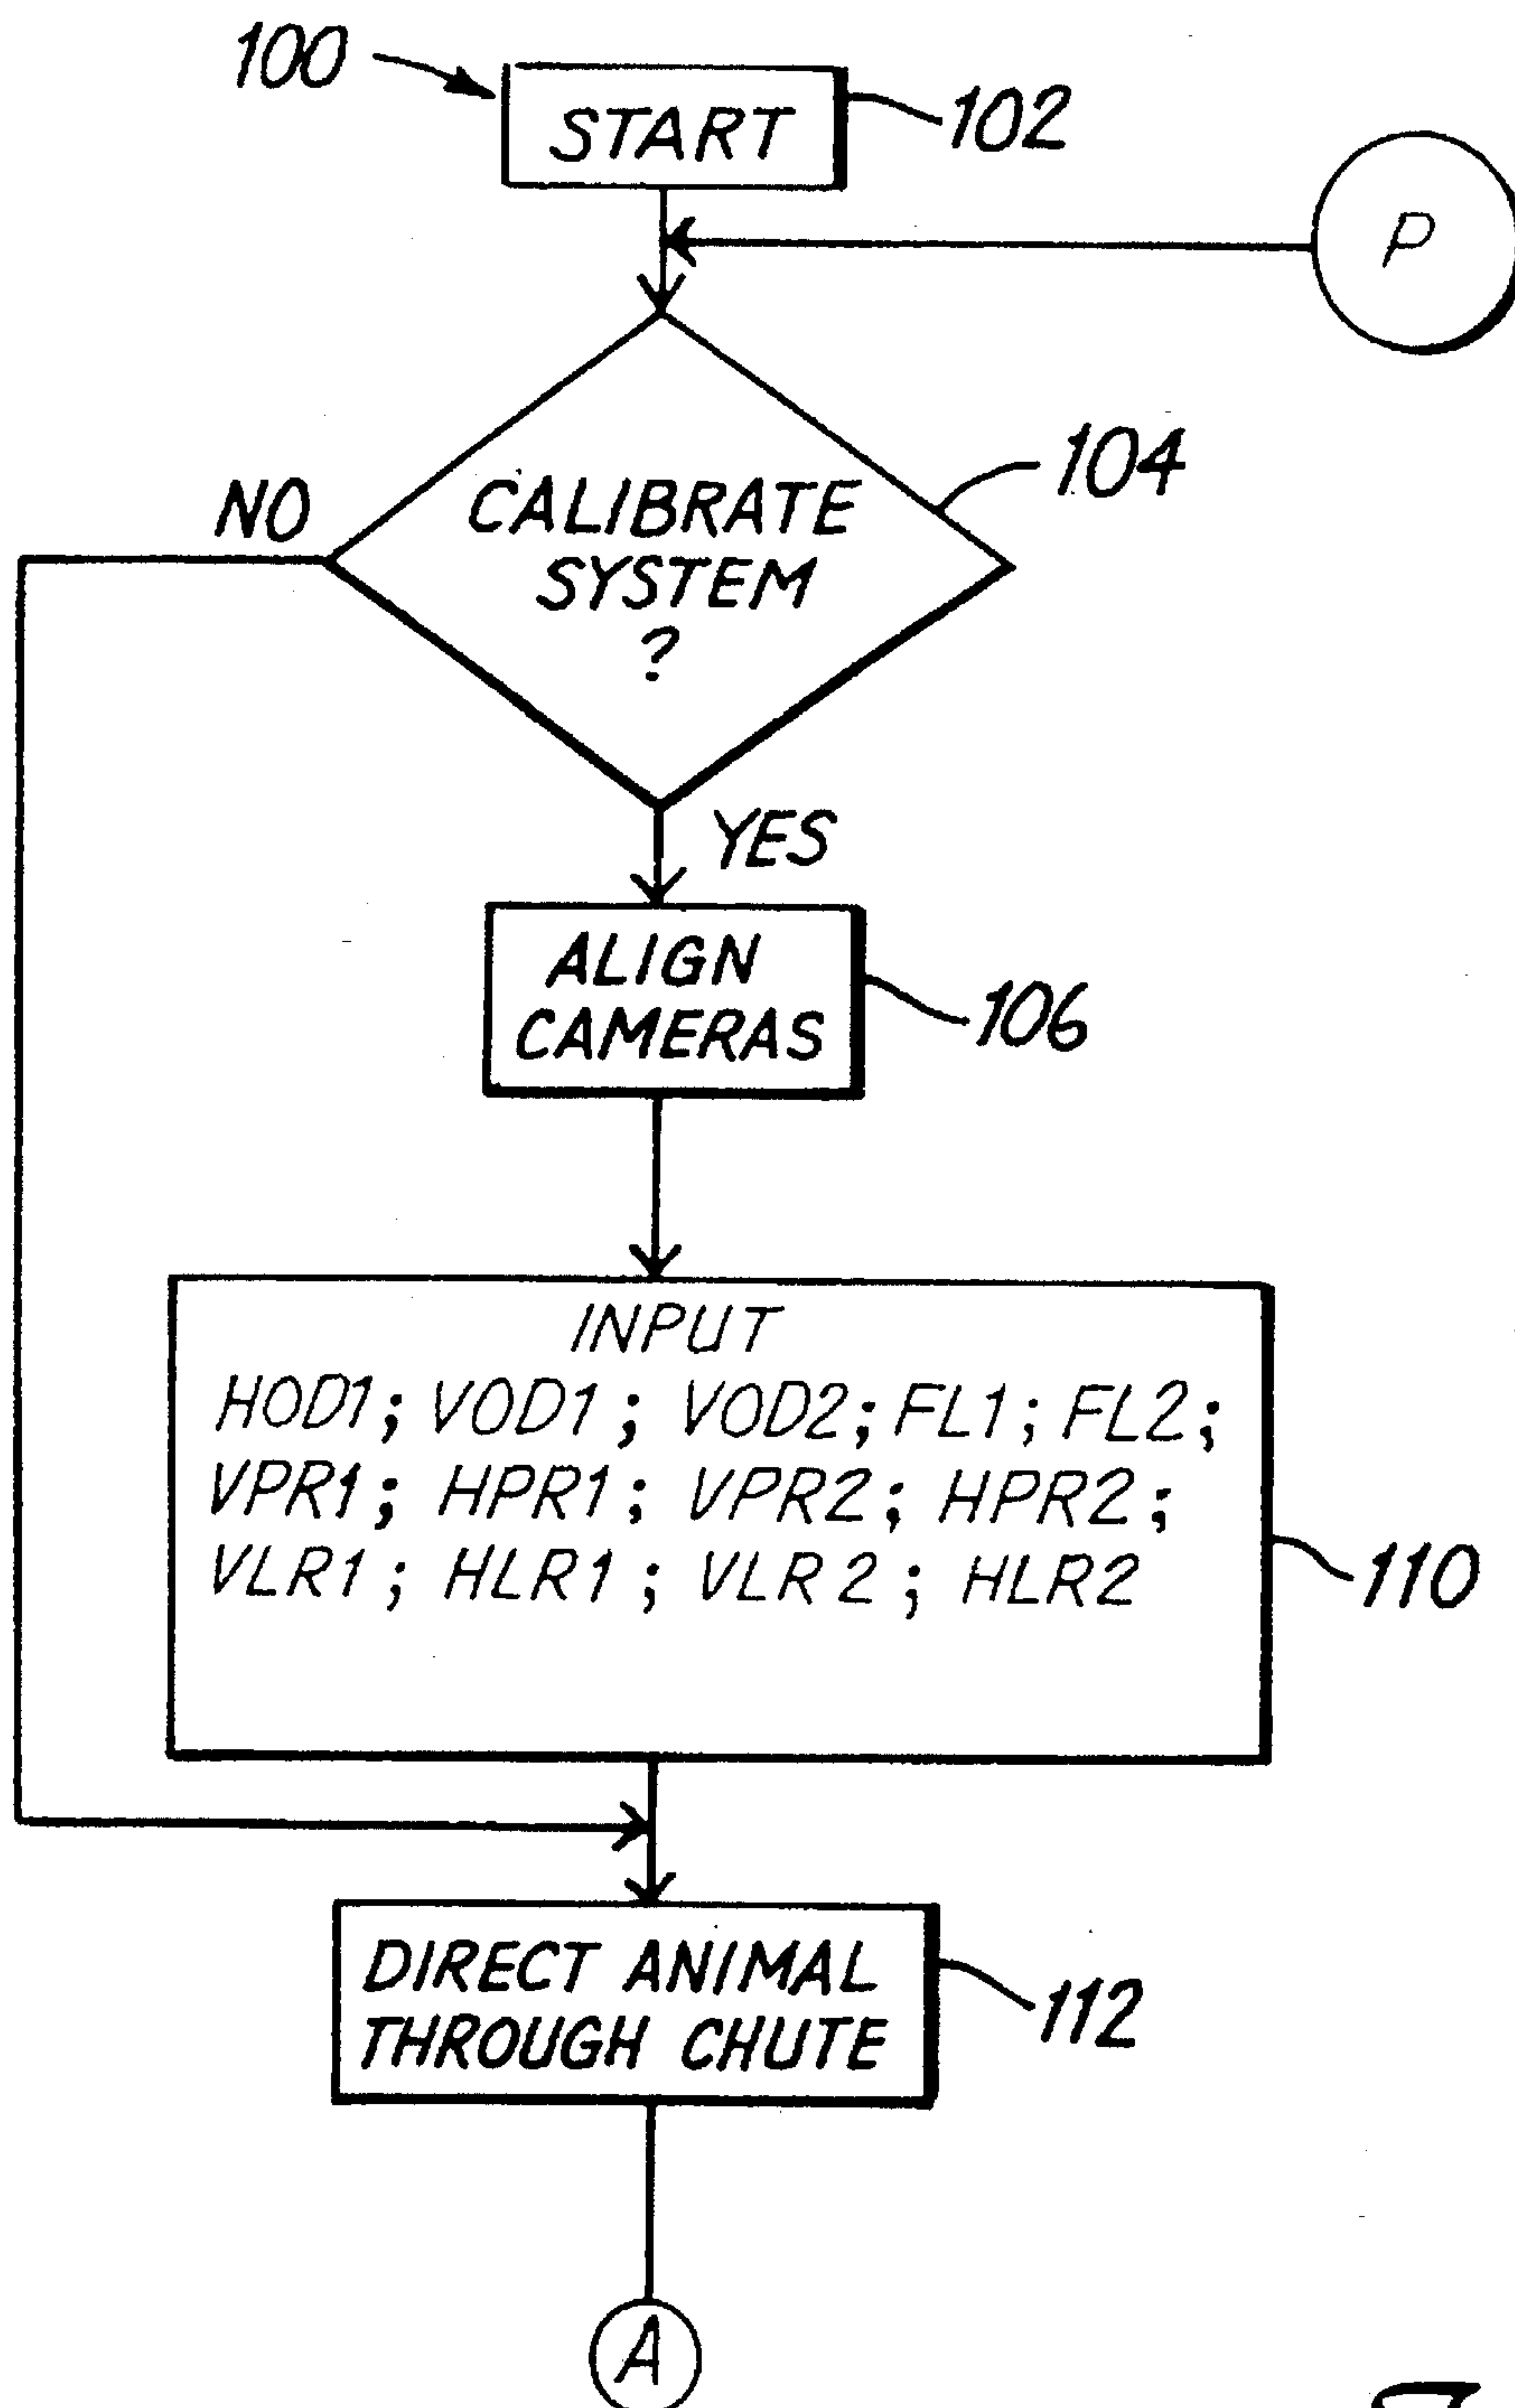 100
START
102
P
104
NO
CALIBRATE
SYSTEM
?
YES
ALIGN
CAMERAS
106
INPUT
HOD1; VOD1; VOD2; FL1; FL2;
VPR1; HPR1; VPR2; HPR2;
VLR1; HLR1; VLR2; HLR2
110
DIRECT ANIMAL
THROUGH CHUTE
112
A